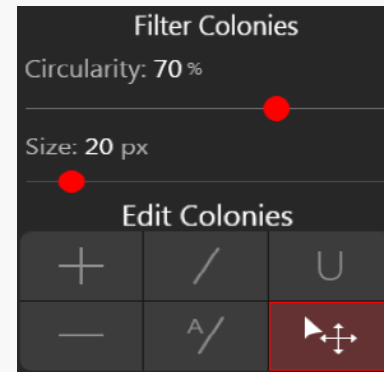 Filter Colonies
Circularity: 70 %
Size: 20 px
Edit Colonies
U
A/